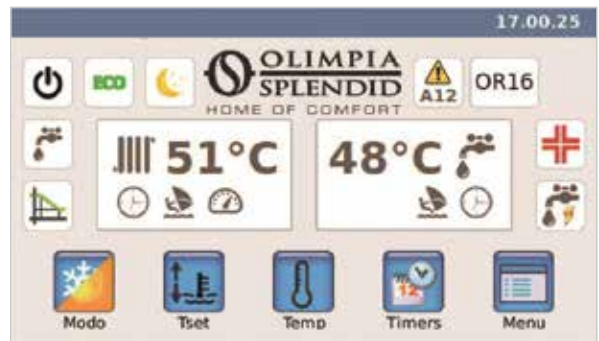 17.00.25
ECO
OLIMPIA
SPLENDID
HOME OF COMFORT
A12
OR16
51°C
48°C
12
Modo
Tset
Temp
Timers
Menu